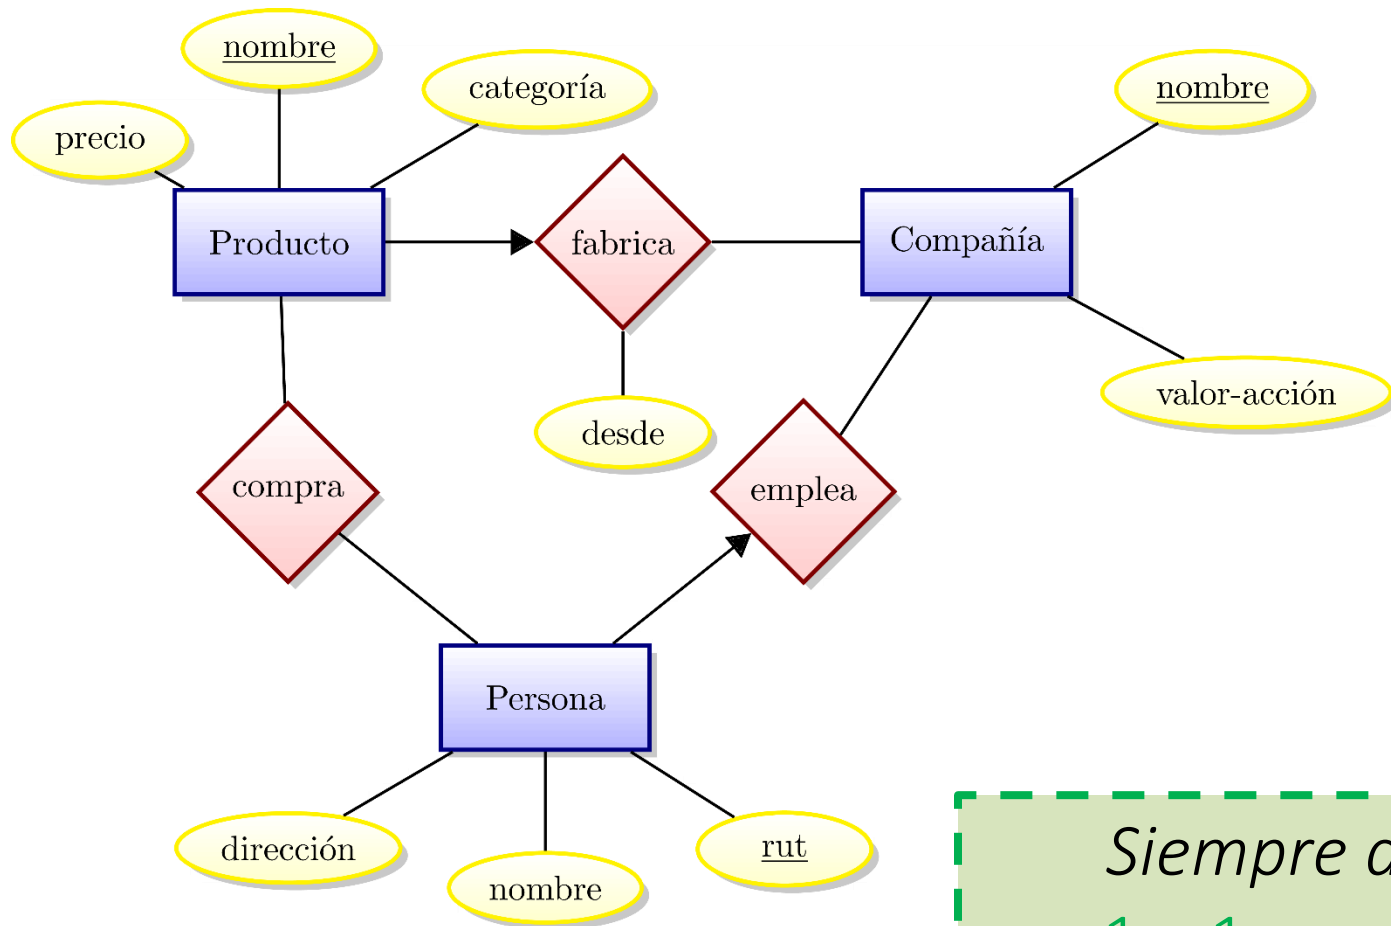 nombre
categoría
nombre
precio
Producto
fabrica
Compañía
desde
valor-acción
compra
emplea
Persona
dirección
nombre
rut
Siempre